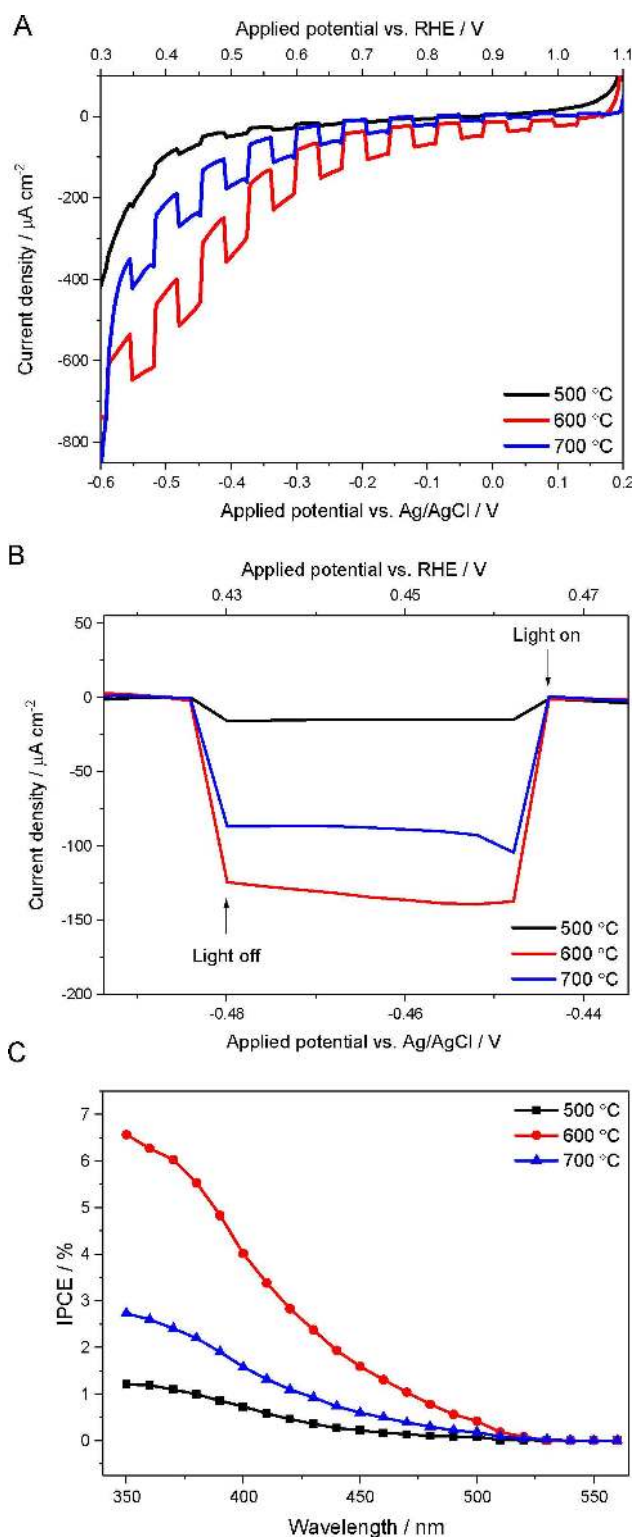 A
Applied potential vs. RHE / V
0.3 0.4 0.5 0.6 0.7 0.8 0.9 1.0 1.1
0
-200
-400
-600
-800
Current density / µA cm⁻²
500 °C
600 °C
700 °C
-0.6 -0.5 -0.4 -0.3 -0.2 -0.1 0.0 0.1 0.2
Applied potential vs. Ag/AgCl / V
B
Applied potential vs. RHE / V
0.43 0.45 0.47
50
0
-50
-100
-150
-200
Current density / µA cm⁻²
Light on
Light off
500 °C
600 °C
700 °C
-0.48 -0.46 -0.44
Applied potential vs. Ag/AgCl / V
C
7
6
5
4
3
2
1
0
IPCE / %
500 °C
600 °C
700 °C
350 400 450 500 550
Wavelength / nm